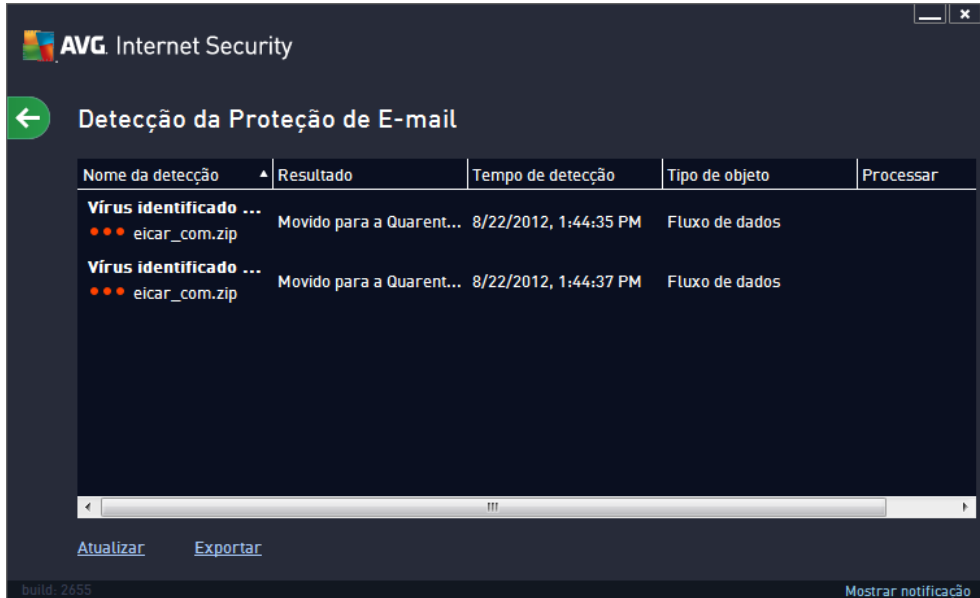 AVG. Internet Security
Detecção da Proteção de E-mail
Nome da detecção Resultado Tempo de detecção Tipo de objeto Processar
Vírus identificado ...
eicar_com.zip
Movido para a Quarent... 8/22/2012, 1:44:35 PM Fluxo de dados
Vírus identificado ...
eicar_com.zip
Movido para a Quarent... 8/22/2012, 1:44:37 PM Fluxo de dados
Atualizar Exportar
build: 2655 Mostrar notificação